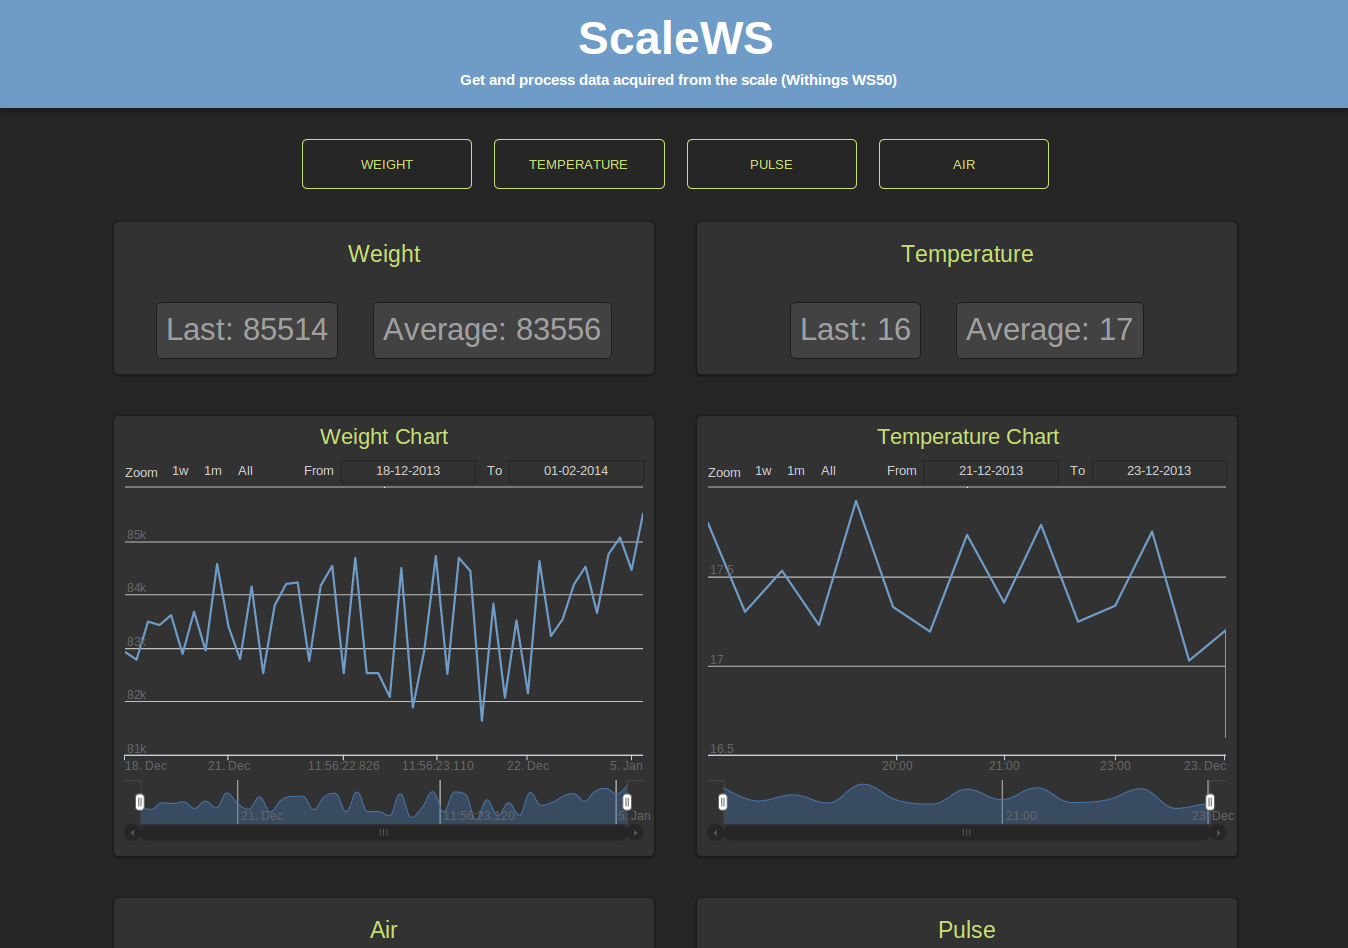 ScaleWS
Get and process data acquired from the scale (Withings WS50)
WEIGHT TEMPERATURE PULSE AIR
Weight
Last: 85514 Average: 83556
Temperature
Last: 16 Average: 17
Weight Chart
Zoom 1w 1m All From 18-12-2013 To 01-02-2014
85k
84k
83k
82k
81k
18. Dec 21. Dec 11:56:22.826 11:56:23.110 22. Dec 5. Jan
21. Dec 11:56:23.120 5. Jan
Temperature Chart
Zoom 1w 1m All From 21-12-2013 To 23-12-2013
17.5
17
16.5
20:00 21:00 23:00 23. Dec
21:00 23. Dec
Air
Pulse